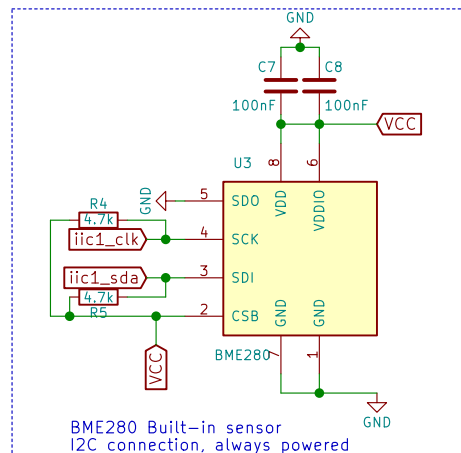 GND
C7
C8
100nF
100nF
VCC
U3
8
6
VDD
VDDIO
GND
5
SDO
R4
4.7k
iic1_clk
4
SCK
iic1_sda
3
SDI
4.7k
R5
2
CSB
GND
GND
VCC
BME280
7
1
GND
BME280 Built-in sensor
I2C connection, always powered